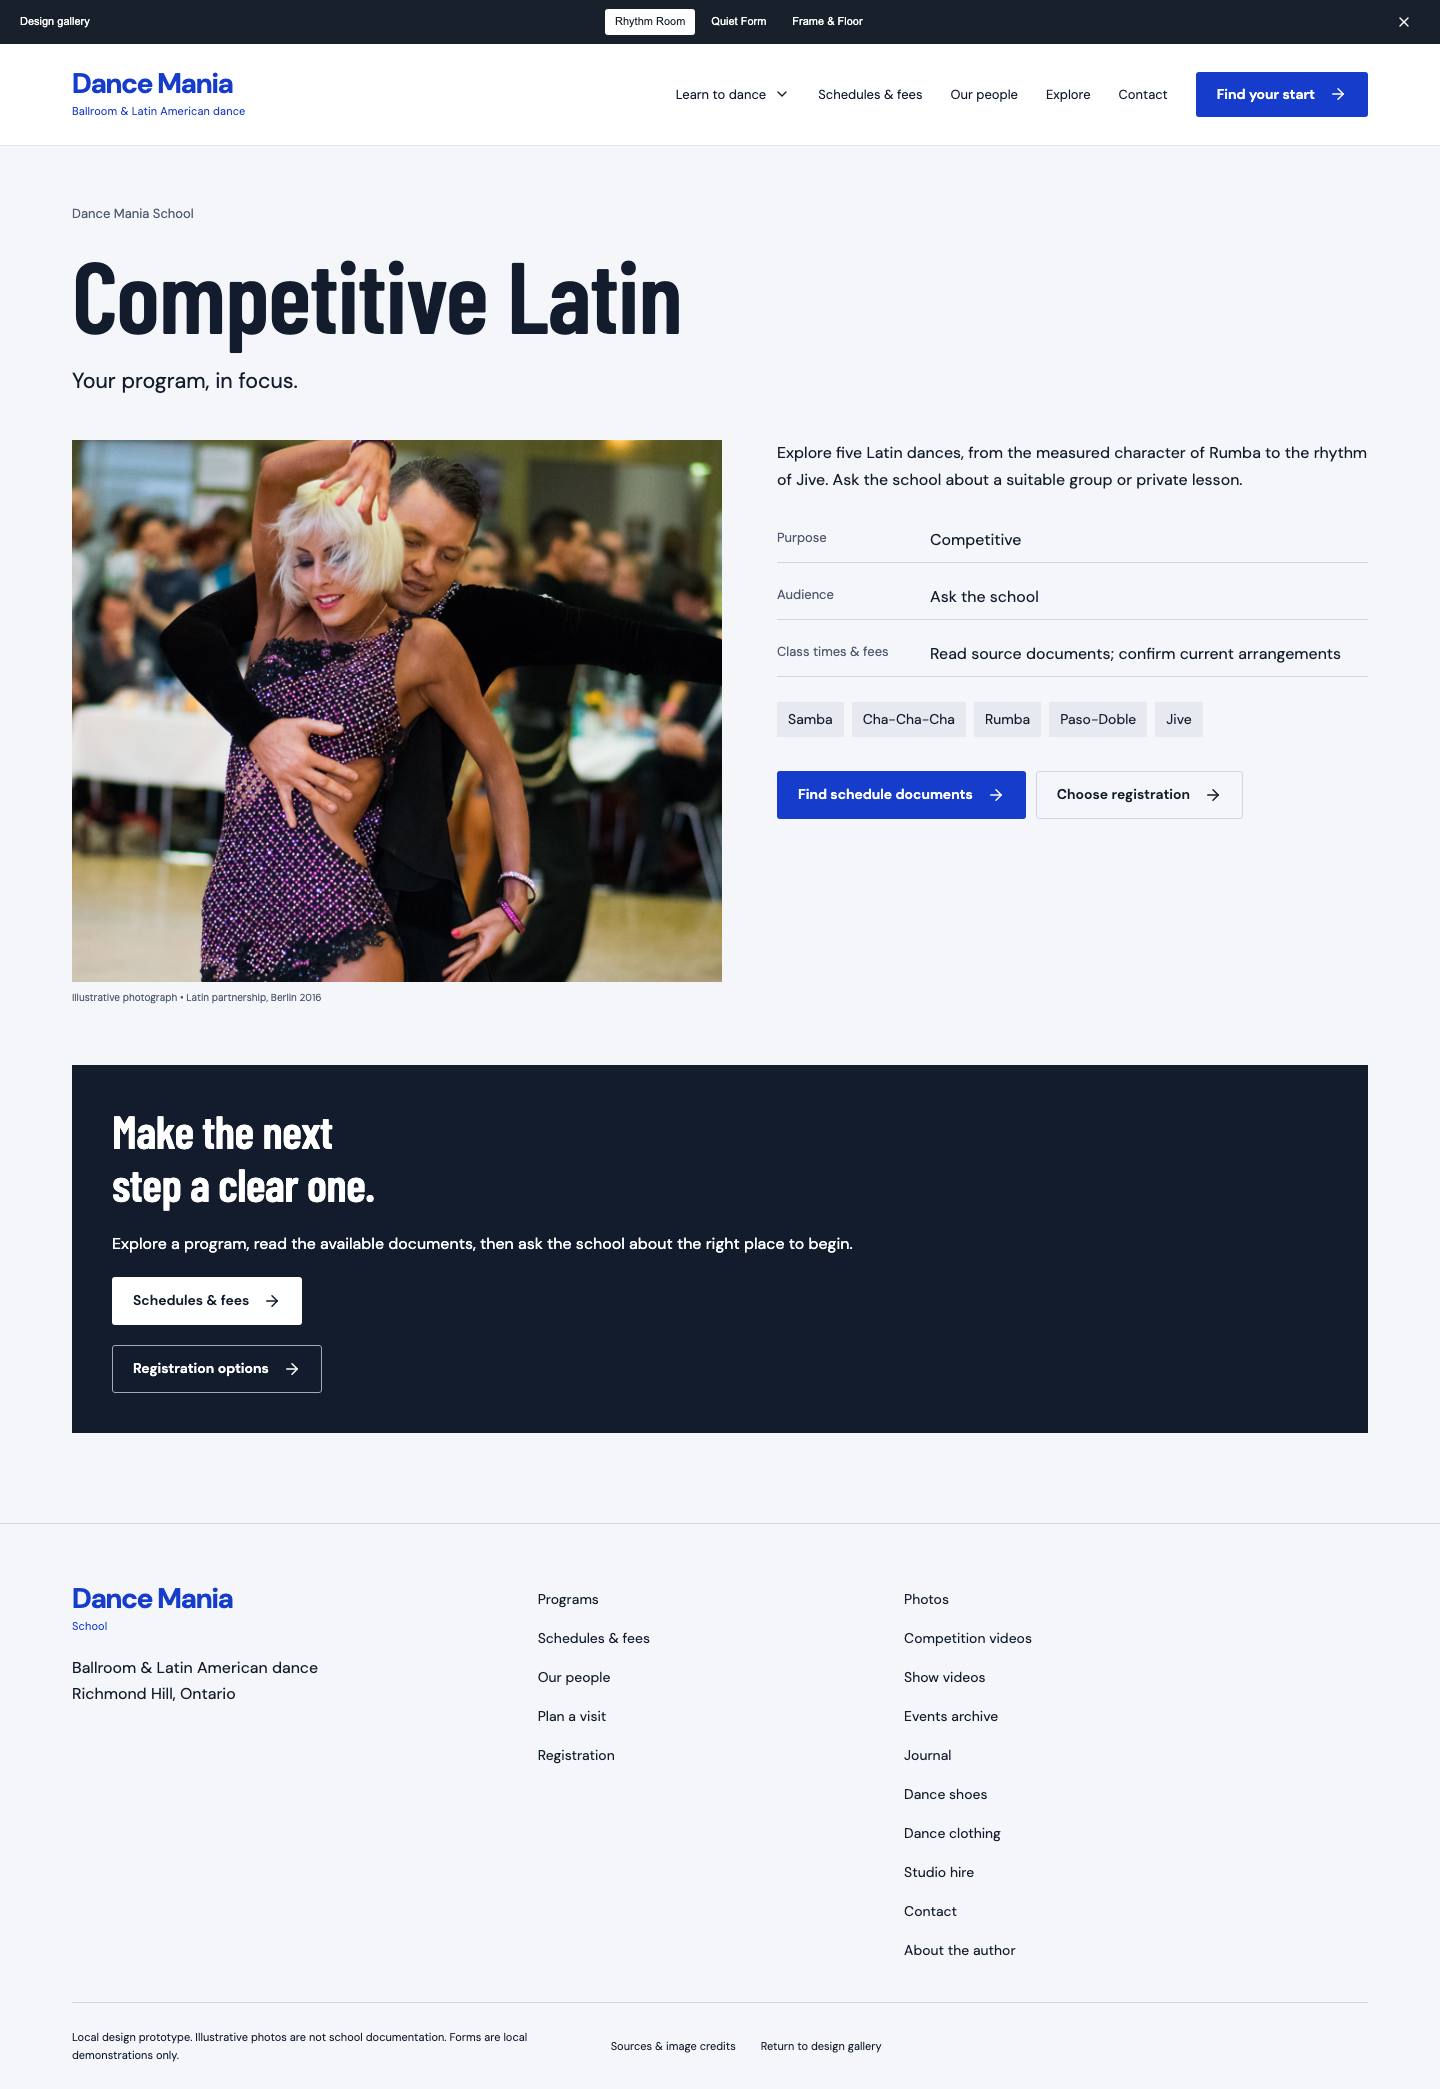 Design gallery
Rhythm Room
Quiet Form
Frame & Floor
Dance Mania
Ballroom & Latin American dance
Learn to dance
Schedules & fees
Our people
Explore
Contact
Find your start
Dance Mania School
Competitive Latin
Your program, in focus.
Explore five Latin dances, from the measured character of Rumba to the rhythm
of Jive. Ask the school about a suitable group or private lesson.
Purpose
Competitive
Audience
Ask the school
Class times & fees
Read source documents; confirm current arrangements
Samba
Cha-Cha-Cha
Rumba
Paso-Doble
Jive
Find schedule documents
Choose registration
Illustrative photograph • Latin partnership, Berlin 2016
Make the next
step a clear one.
Explore a program, read the available documents, then ask the school about the right place to begin.
Schedules & fees
Registration options
Dance Mania
School
Ballroom & Latin American dance
Richmond Hill, Ontario
Programs
Schedules & fees
Our people
Plan a visit
Registration
Photos
Competition videos
Show videos
Events archive
Journal
Dance shoes
Dance clothing
Studio hire
Contact
About the author
Local design prototype. Illustrative photos are not school documentation. Forms are local
demonstrations only.
Sources & image credits
Return to design gallery